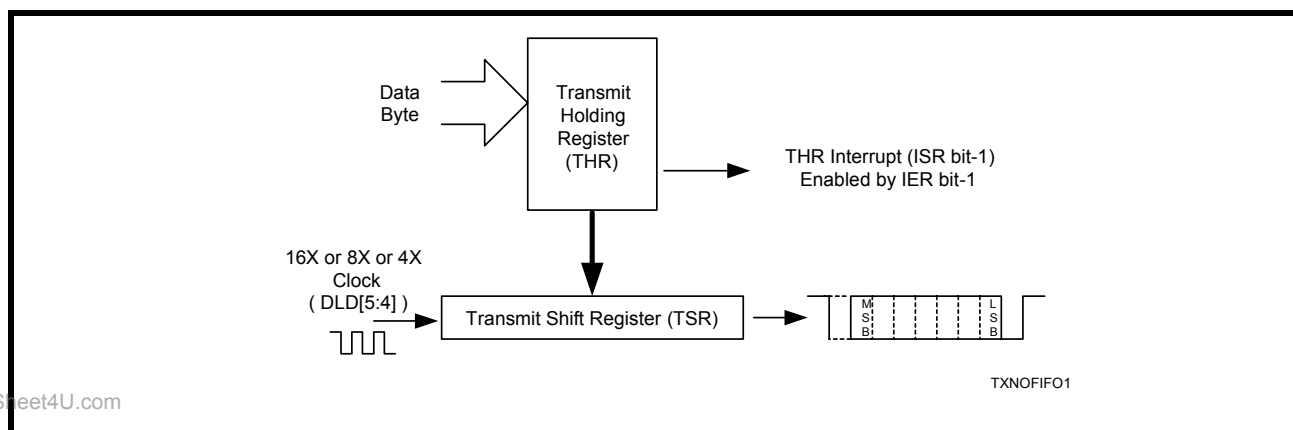 Data
Byte
Transmit
Holding
Register
(THR)
THR Interrupt (ISR bit-1)
Enabled by IER bit-1
16X or 8X or 4X
Clock
( DLD[5:4] )
Transmit Shift Register (TSR)
M
S
B
L
S
B
TXNOFIFO1
heet4U.com